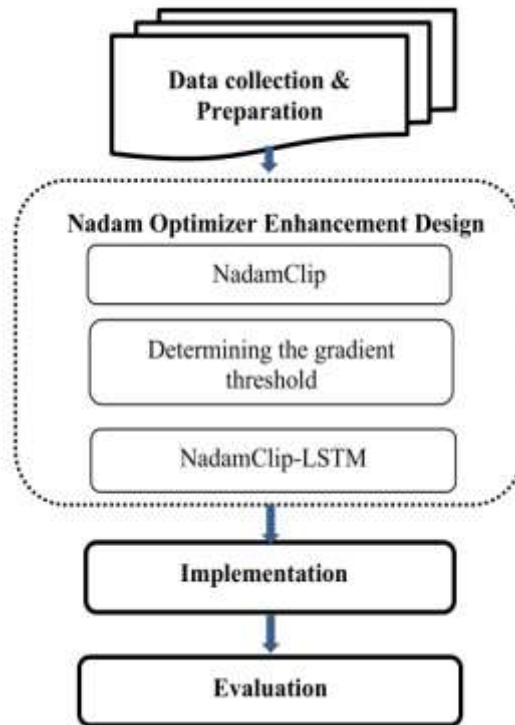 Data collection &
Preparation
Nadam Optimizer Enhancement Design
NadamClip
Determining the gradient
threshold
NadamClip-LSTM
Implementation
Evaluation